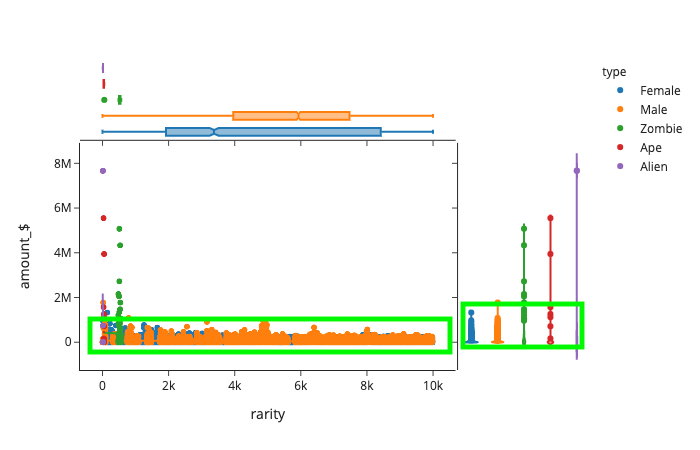 type
Female
Male
Zombie
Ape
Alien
8M
6M
4M
2M
0
amount_$
0
2k
4k
6k
8k
10k
rarity